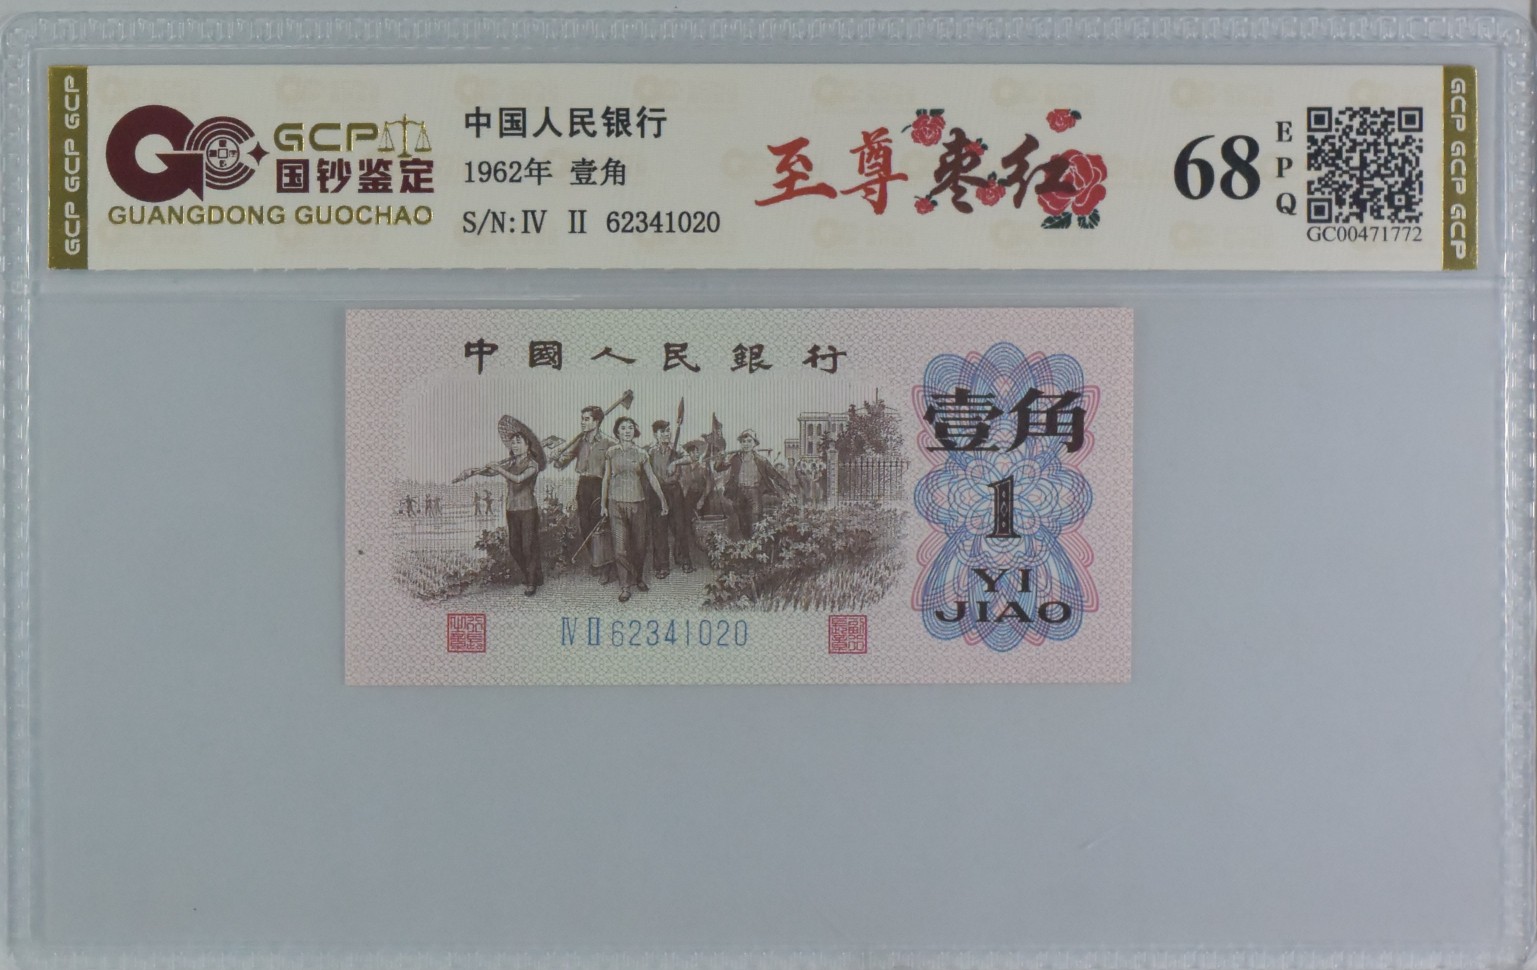 GCP GCP GCP
GCP
国钞鉴定
GUANGDONG GUOCHAO
中国人民银行
1962年 壹角
S/N: Ⅳ Ⅱ 62341020
至尊枣红
68
EPQ
GC00471772
GCP GCP GCP
中國人民銀行
壹角
1
YI
JIAO
Ⅳ Ⅱ 62341020